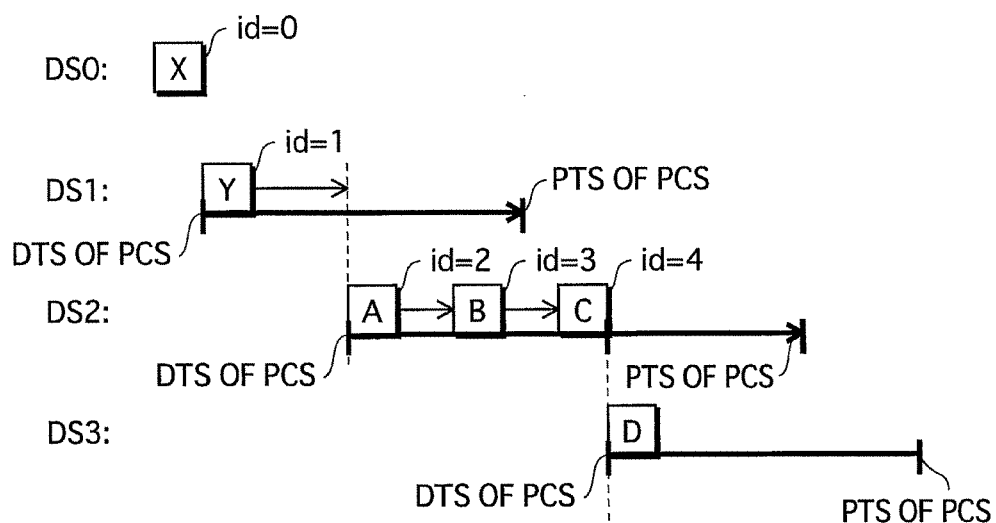 id=0
DS0: X
id=1
DS1: Y PTS OF PCS
DTS OF PCS
id=2 id=3 id=4
DS2: A B C
DTS OF PCS PTS OF PCS
DS3: D
DTS OF PCS PTS OF PCS